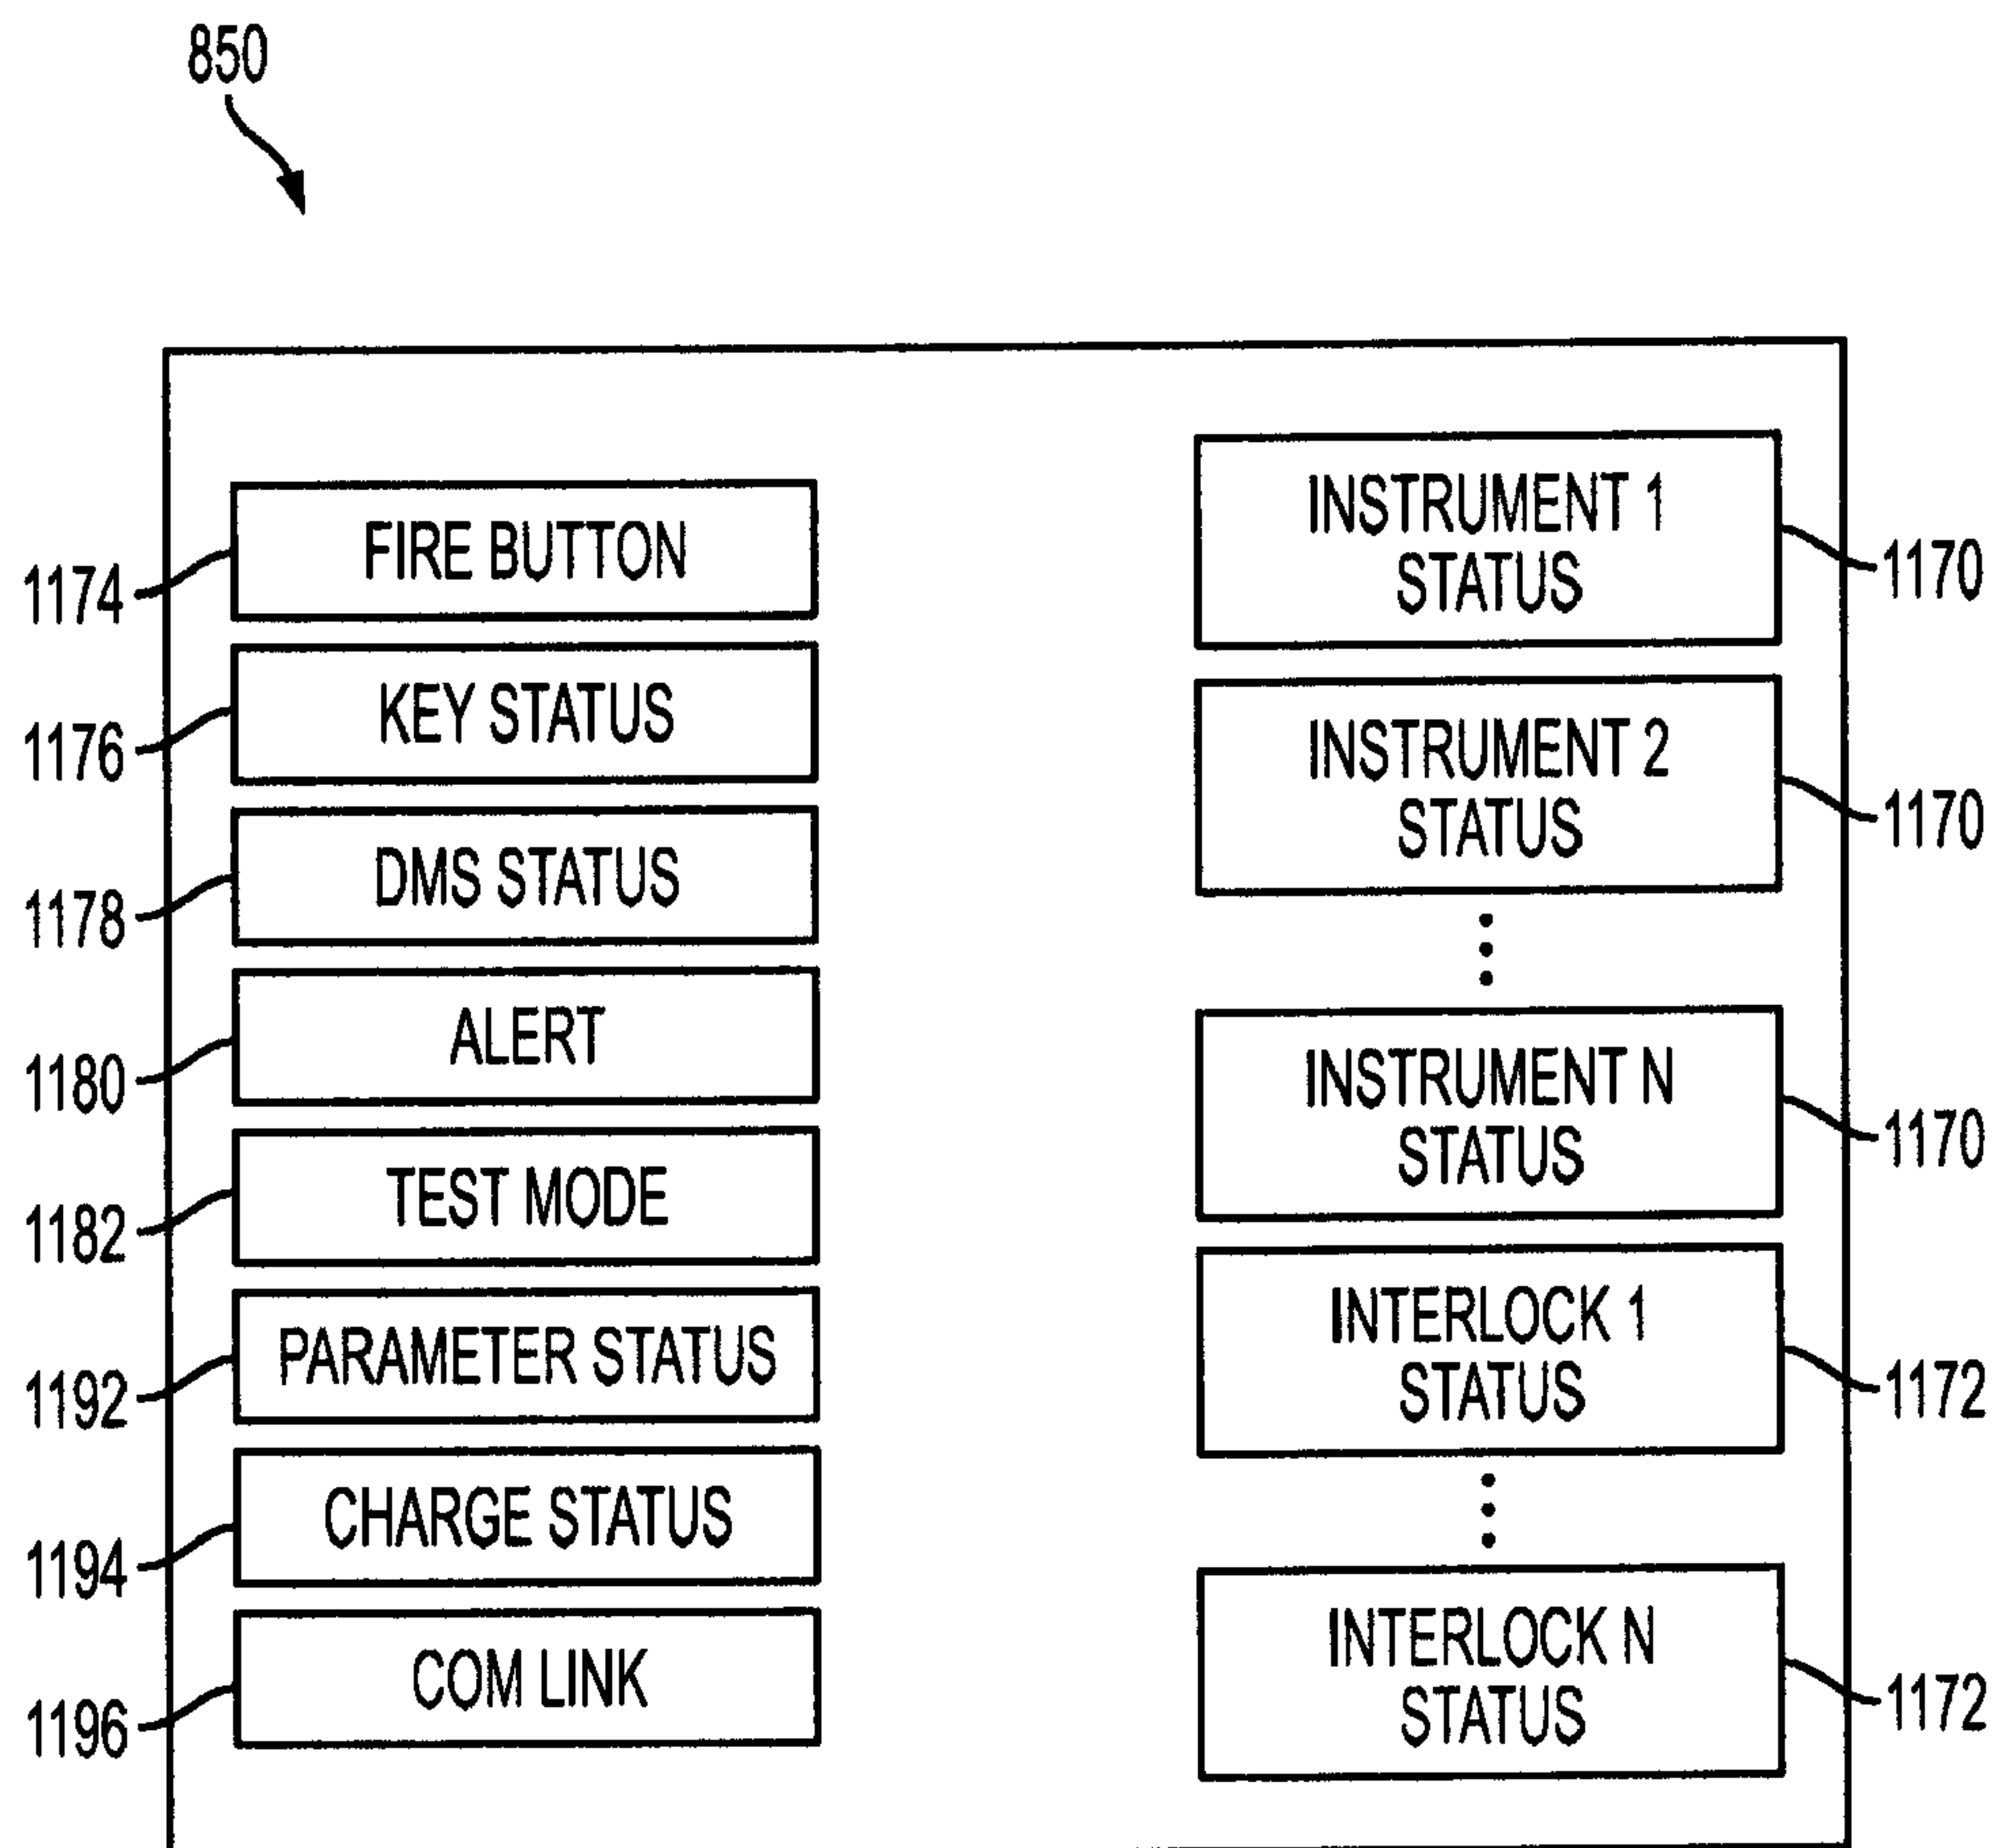 850
1174
FIRE BUTTON
1176
KEY STATUS
1178
DMS STATUS
1180
ALERT
1182
TEST MODE
1192
PARAMETER STATUS
1194
CHARGE STATUS
1196
COM LINK
INSTRUMENT 1
STATUS
1170
INSTRUMENT 2
STATUS
1170
INSTRUMENT N
STATUS
1170
INTERLOCK 1
STATUS
1172
INTERLOCK N
STATUS
1172